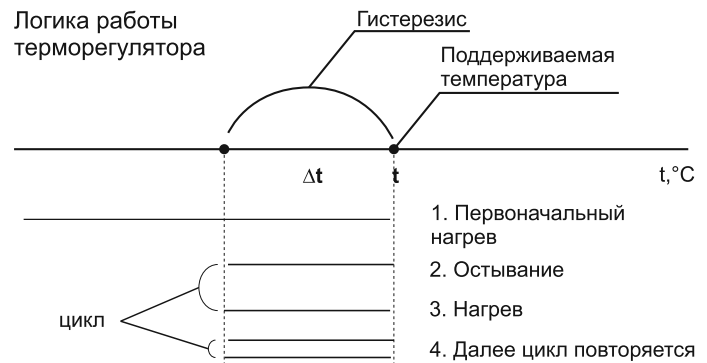 Логика работы
терморегулятора
Гистерезис
Поддерживаемая
температура
Δt
t
t,°C
1. Первоначальный
нагрев
2. Остывание
3. Нагрев
цикл
4. Далее цикл повторяется